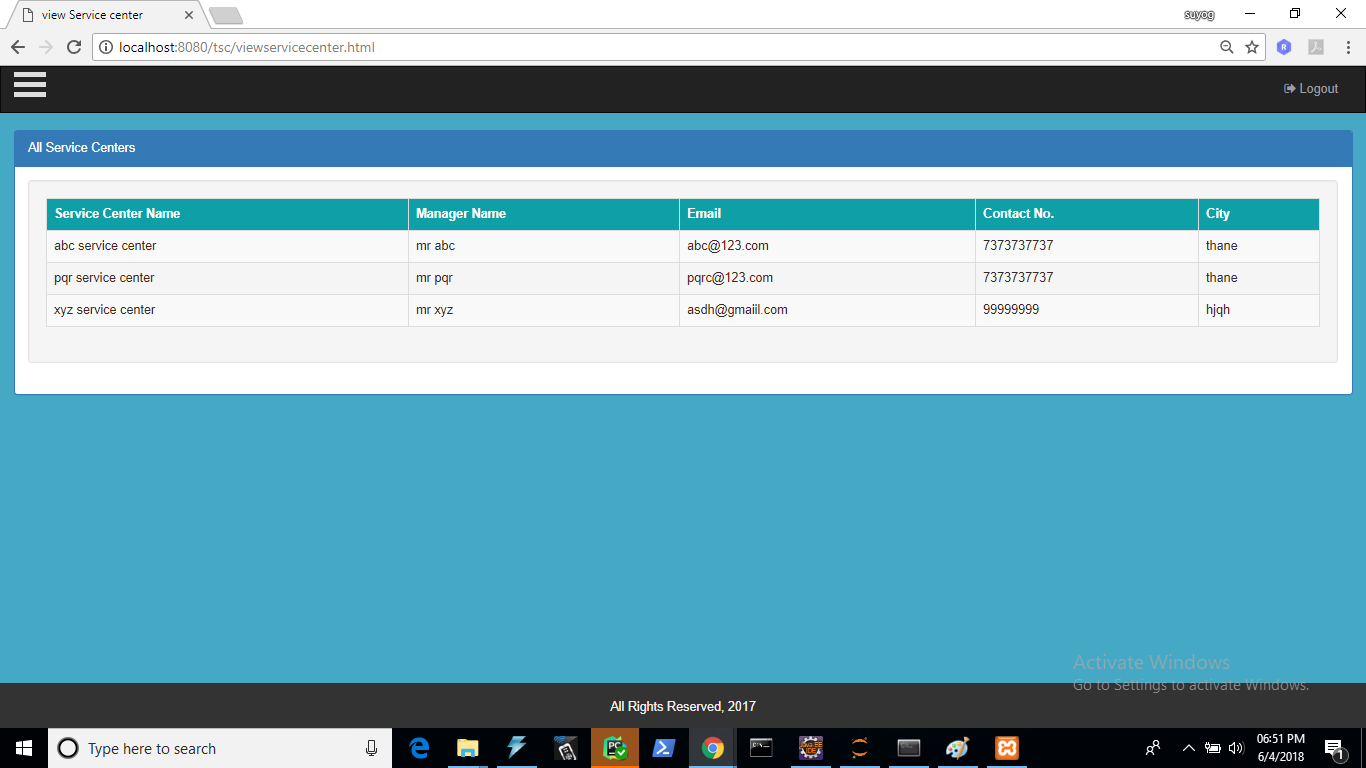 view Service center
suyog
localhost:8080/tsc/viewservicecenter.html
Logout
All Service Centers
Service Center Name Manager Name Email Contact No. City
abc service center mr abc abc@123.com 7373737737 thane
pqr service center mr pqr pqrc@123.com 7373737737 thane
xyz service center mr xyz asdh@gmaiil.com 99999999 hjqh
Activate Windows
Go to Settings to activate Windows.
All Rights Reserved, 2017
Type here to search
06:51 PM
6/4/2018
1